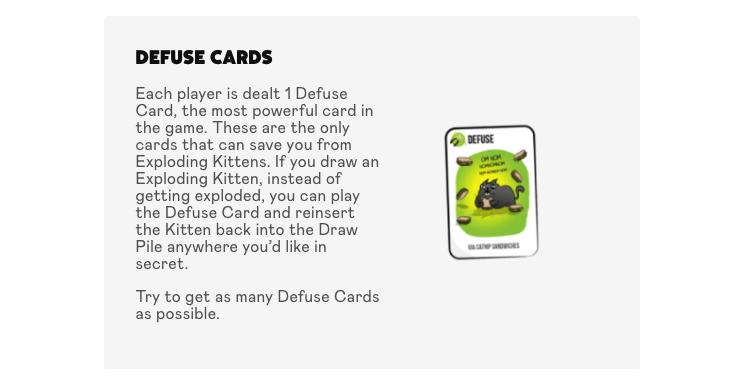 DEFUSE CARDS
Each player is dealt 1 Defuse
Card, the most powerful card in
the game. These are the only
cards that can save you from
Exploding Kittens. If you draw an
Exploding Kitten, instead of
getting exploded, you can play
the Defuse Card and reinsert
the Kitten back into the Draw
Pile anywhere you’d like in
secret.
Try to get as many Defuse Cards
as possible.
DEFUSE
OM NOM
VIA CATNIP SANDWICHES